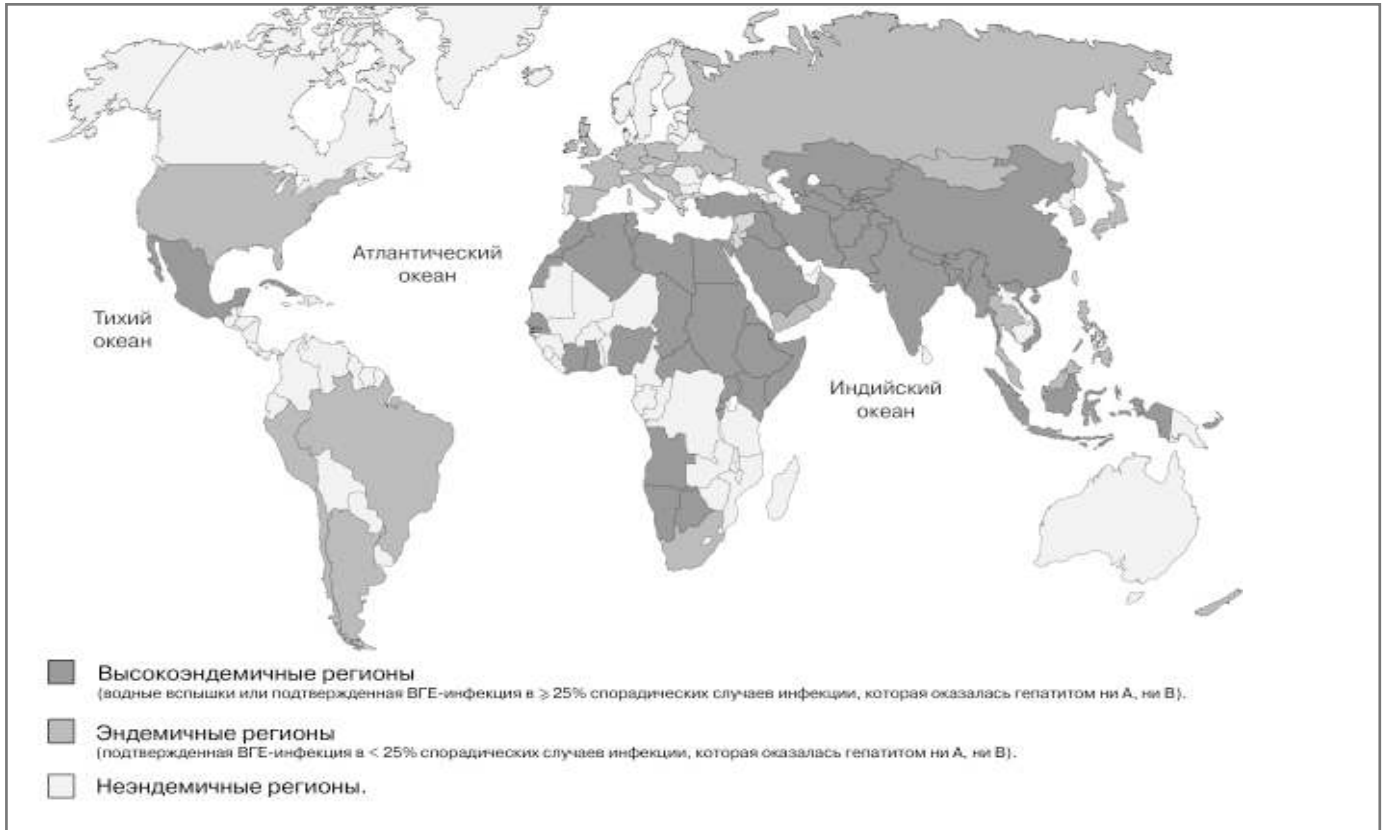 Атлантический
океан
Тихий
океан
Индийский
океан
Высокоэндемичные регионы
(водные вспышки или подтвержденная ВГЕ-инфекция в ⩾ 25% спорадических случаев инфекции, которая оказалась гепатитом ни А, ни В).
Эндемичные регионы
(подтвержденная ВГЕ-инфекция в < 25% спорадических случаев инфекции, которая оказалась гепатитом ни А, ни В).
Неэндемичные регионы.